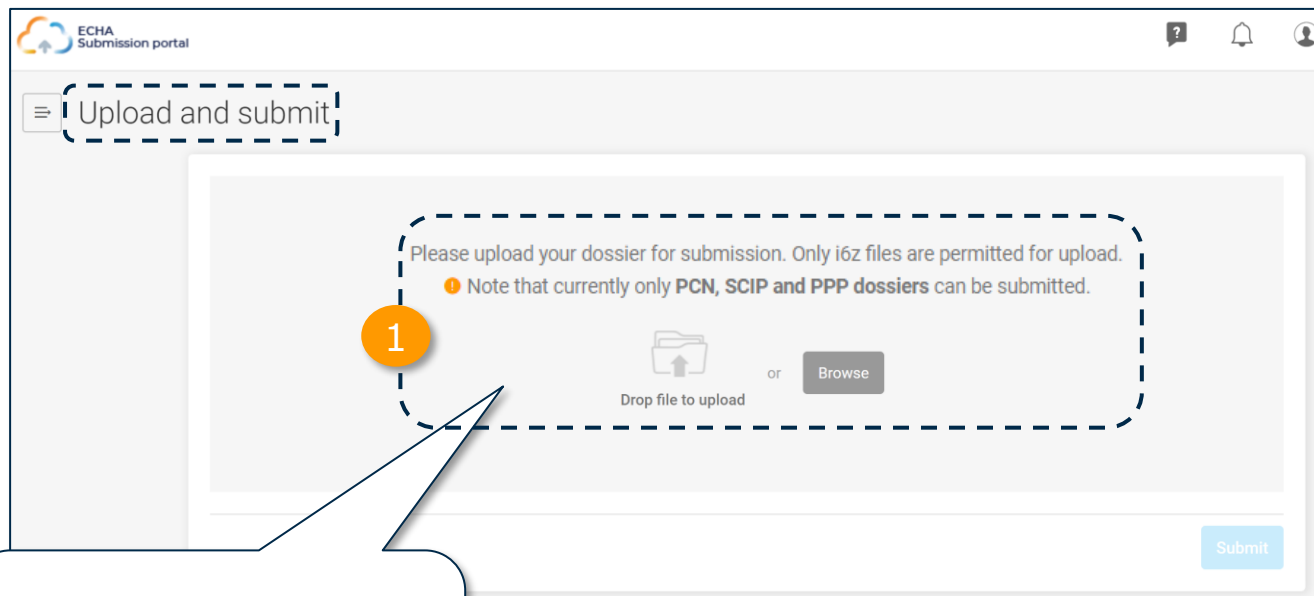 ECHA
Submission portal
?
Upload and submit
Please upload your dossier for submission. Only i6z files are permitted for upload.
! Note that currently only PCN, SCIP and PPP dossiers can be submitted.
1
or
Browse
Drop file to upload
Submit